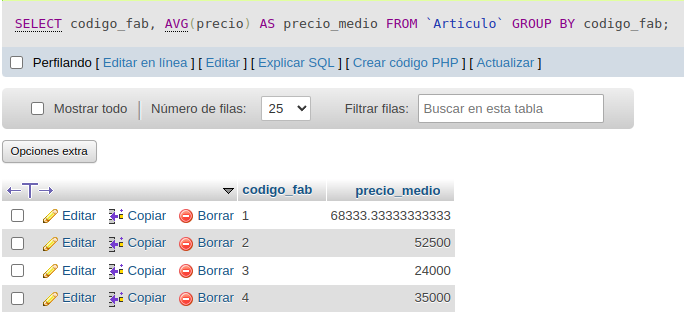 SELECT codigo_fab, AVG(precio) AS precio_medio FROM `Articulo` GROUP BY codigo_fab;
Perfilando [ Editar en línea ] [ Editar ] [ Explicar SQL ] [ Crear código PHP ] [ Actualizar ]
Mostrar todo Número de filas: 25 Filtrar filas: Buscar en esta tabla
Opciones extra
codigo_fab precio_medio
Editar Copiar Borrar 1 68333.33333333333
Editar Copiar Borrar 2 52500
Editar Copiar Borrar 3 24000
Editar Copiar Borrar 4 35000